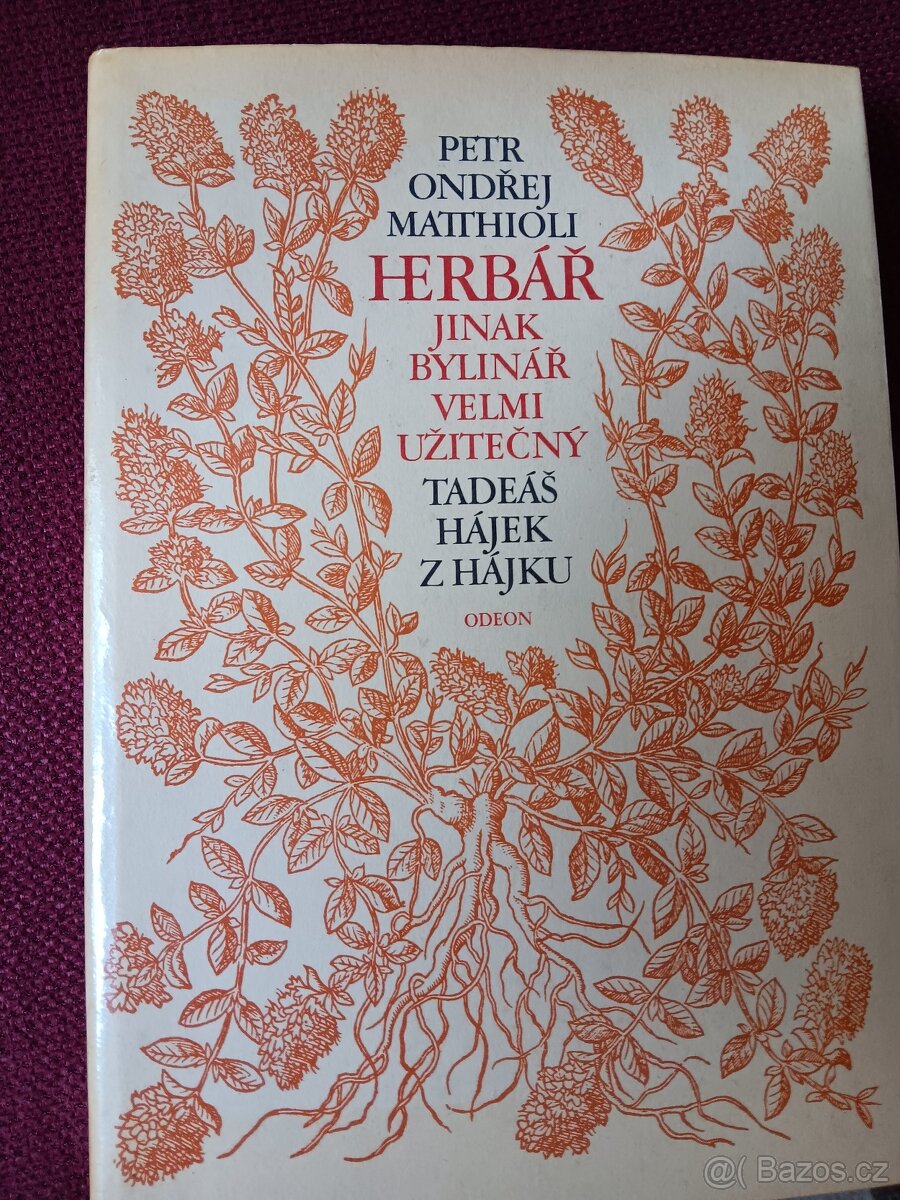 PETR
ONDŘEJ
MATTHIOLI
HERBÁŘ
JINAK
BYLINÁŘ
VELMI
UŽITEČNÝ
TADEÁŠ
HÁJEK
Z HÁJKU
ODEON
@( Bazos.cz